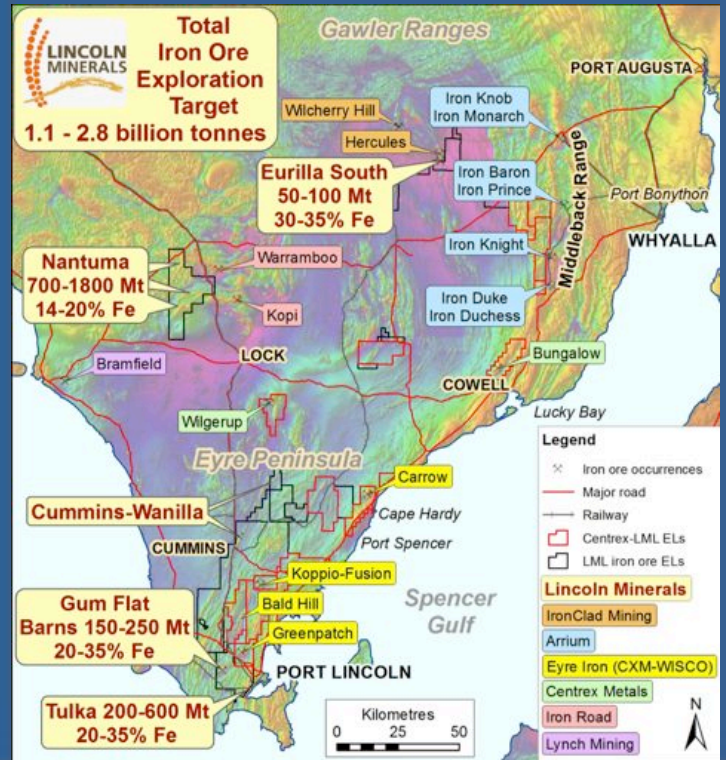 LINCOLN
MINERALS
Total
Iron Ore
Exploration
Target
1.1 - 2.8 billion tonnes
Gawler Ranges
PORT AUGUSTA
Wilcherry Hill
Hercules
Iron Knob
Iron Monarch
Eurilla South
50-100 Mt
30-35% Fe
Iron Baron
Iron Prince
Middleback Range
Port Bonython
WHYALLA
Nantuma
700-1800 Mt
14-20% Fe
Warramboo
Kopi
Iron Knight
Iron Duke
Iron Duchess
Bramfield
LOCK
Bungalow
COWELL
Wilgerup
Lucky Bay
Eyre Peninsula
Carrow
Cummins-Wanilla
Cape Hardy
CUMMINS
Port Spencer
Koppio-Fusion
Gum Flat
Barns 150-250 Mt
20-35% Fe
Bald Hill
Greenpatch
Spencer
Gulf
PORT LINCOLN
Tulka 200-600 Mt
20-35% Fe
Kilometres
0 25 50
Legend
Iron ore occurrences
Major road
Railway
Centrex-LML ELs
LML iron ore ELs
Lincoln Minerals
IronClad Mining
Arrium
Eyre Iron (CXM-WISCO)
Centrex Metals
Iron Road
Lynch Mining
N